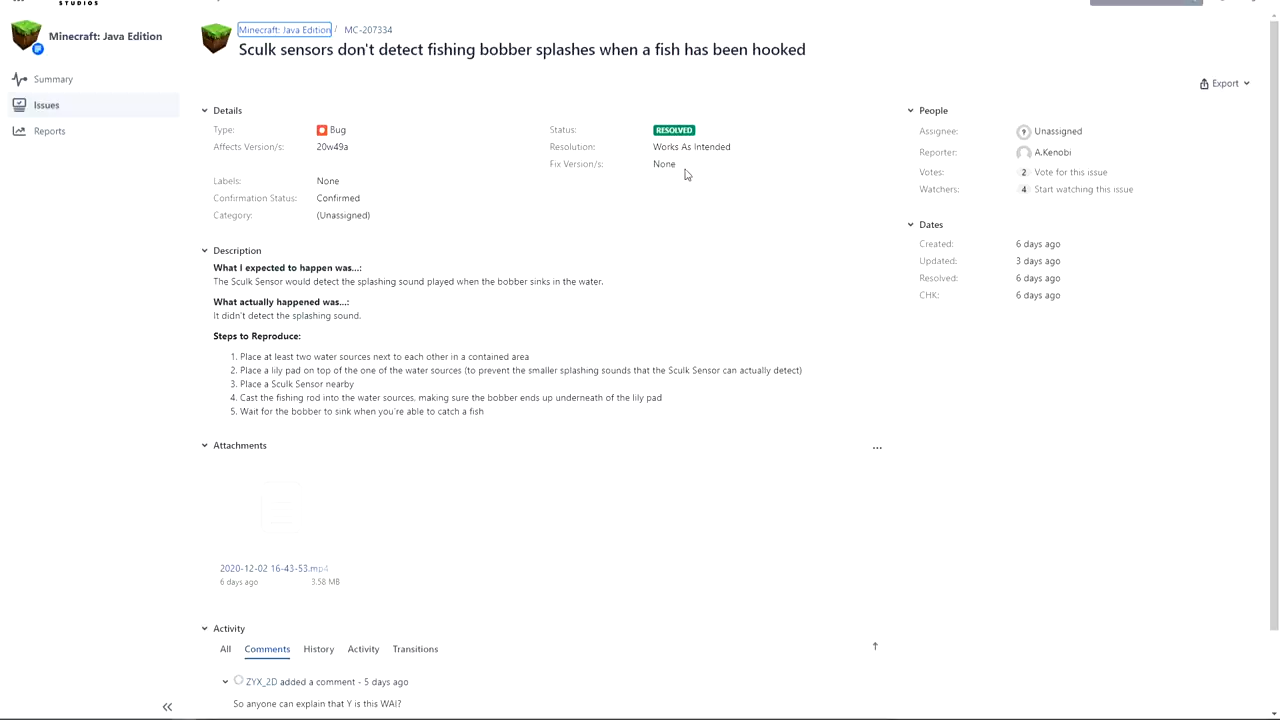 STUDIOS
Minecraft: Java Edition
Summary
Issues
Reports
Minecraft: Java Edition / MC-207334
Sculk sensors don't detect fishing bobber splashes when a fish has been hooked
Export
Details
Type: Bug
Affects Version/s: 20w49a
Labels: None
Confirmation Status: Confirmed
Category: (Unassigned)
Status: RESOLVED
Resolution: Works As Intended
Fix Version/s: None
People
Assignee: Unassigned
Reporter: A.Kenobi
Votes: 2 Vote for this issue
Watchers: 4 Start watching this issue
Dates
Created: 6 days ago
Updated: 3 days ago
Resolved: 6 days ago
CHK: 6 days ago
Description
What I expected to happen was...:
The Sculk Sensor would detect the splashing sound played when the bobber sinks in the water.
What actually happened was...:
It didn't detect the splashing sound.
Steps to Reproduce:
1. Place at least two water sources next to each other in a contained area
2. Place a lily pad on top of the one of the water sources (to prevent the smaller splashing sounds that the Sculk Sensor can actually detect)
3. Place a Sculk Sensor nearby
4. Cast the fishing rod into the water sources, making sure the bobber ends up underneath of the lily pad
5. Wait for the bobber to sink when you're able to catch a fish
Attachments
...
2020-12-02 16-43-53.mp4
6 days ago 3.58 MB
Activity
All Comments History Activity Transitions
ZYX_2D added a comment - 5 days ago
So anyone can explain that Y is this WAI?